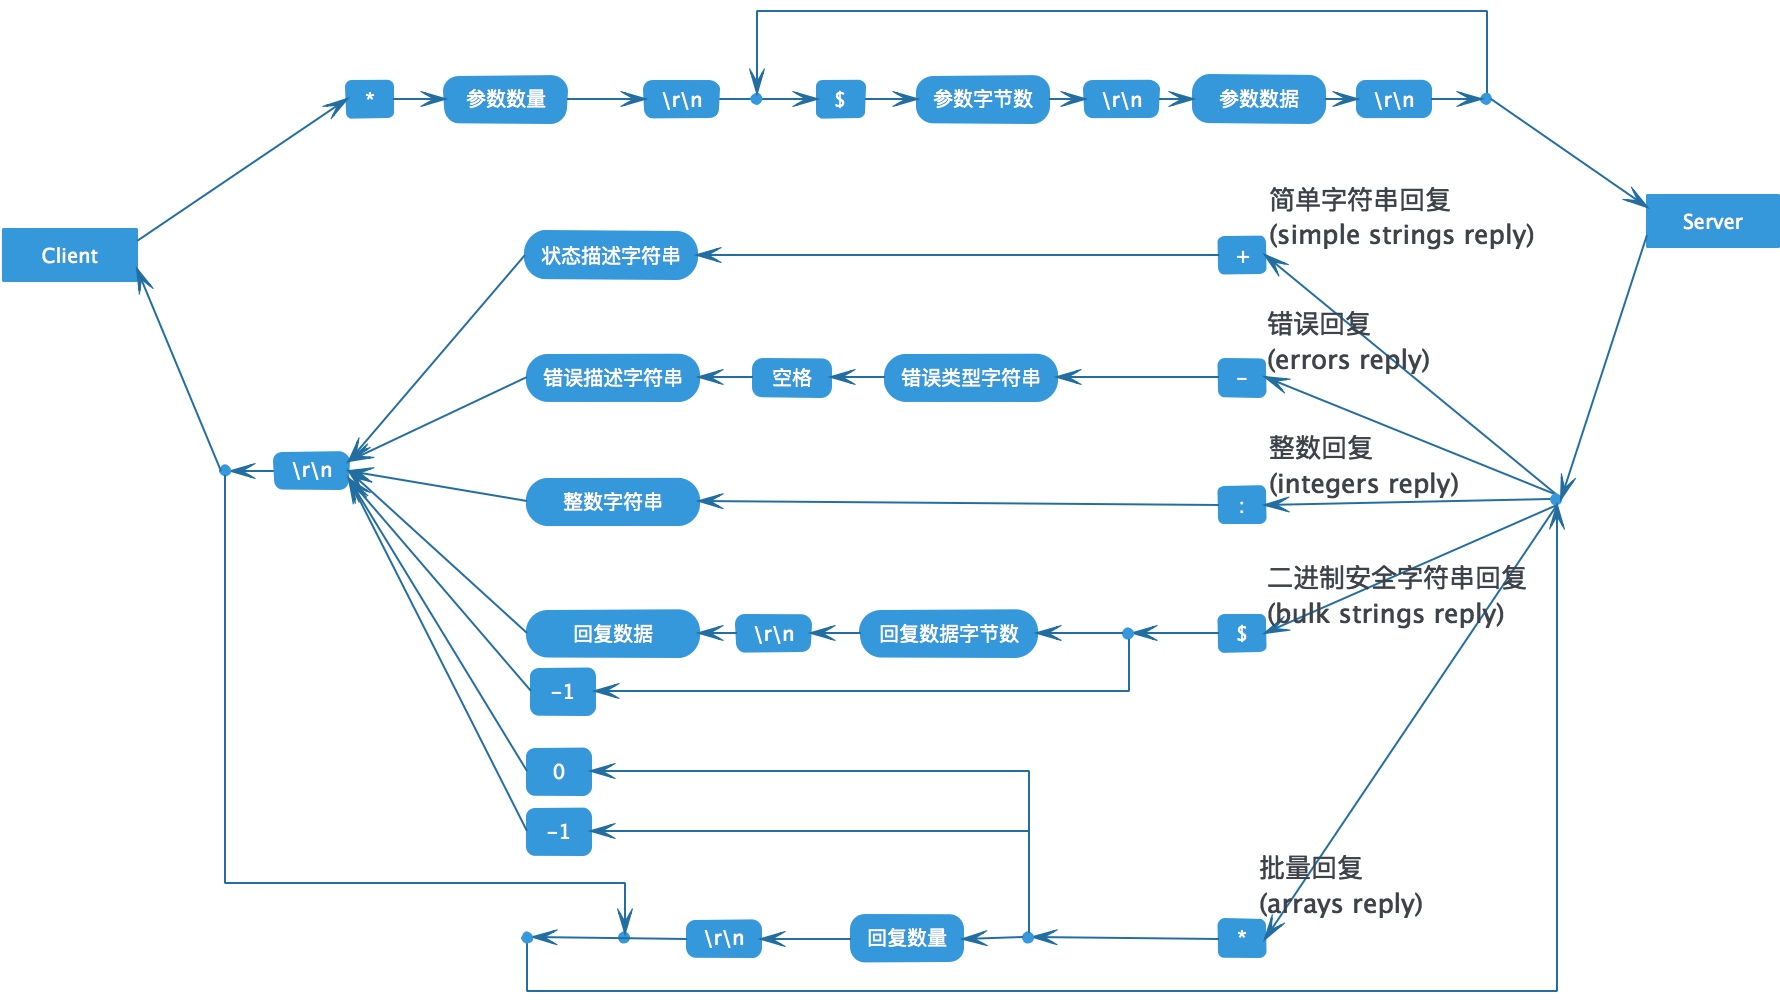 *
参数数量
\r\n
$
参数字节数
\r\n
参数数据
\r\n
Client
Server
简单字符串回复
(simple strings reply)
状态描述字符串
+
错误回复
(errors reply)
错误描述字符串
空格
错误类型字符串
-
整数回复
(integers reply)
\r\n
整数字符串
:
二进制安全字符串回复
(bulk strings reply)
回复数据
\r\n
回复数据字节数
$
-1
0
-1
批量回复
(arrays reply)
\r\n
回复数量
*